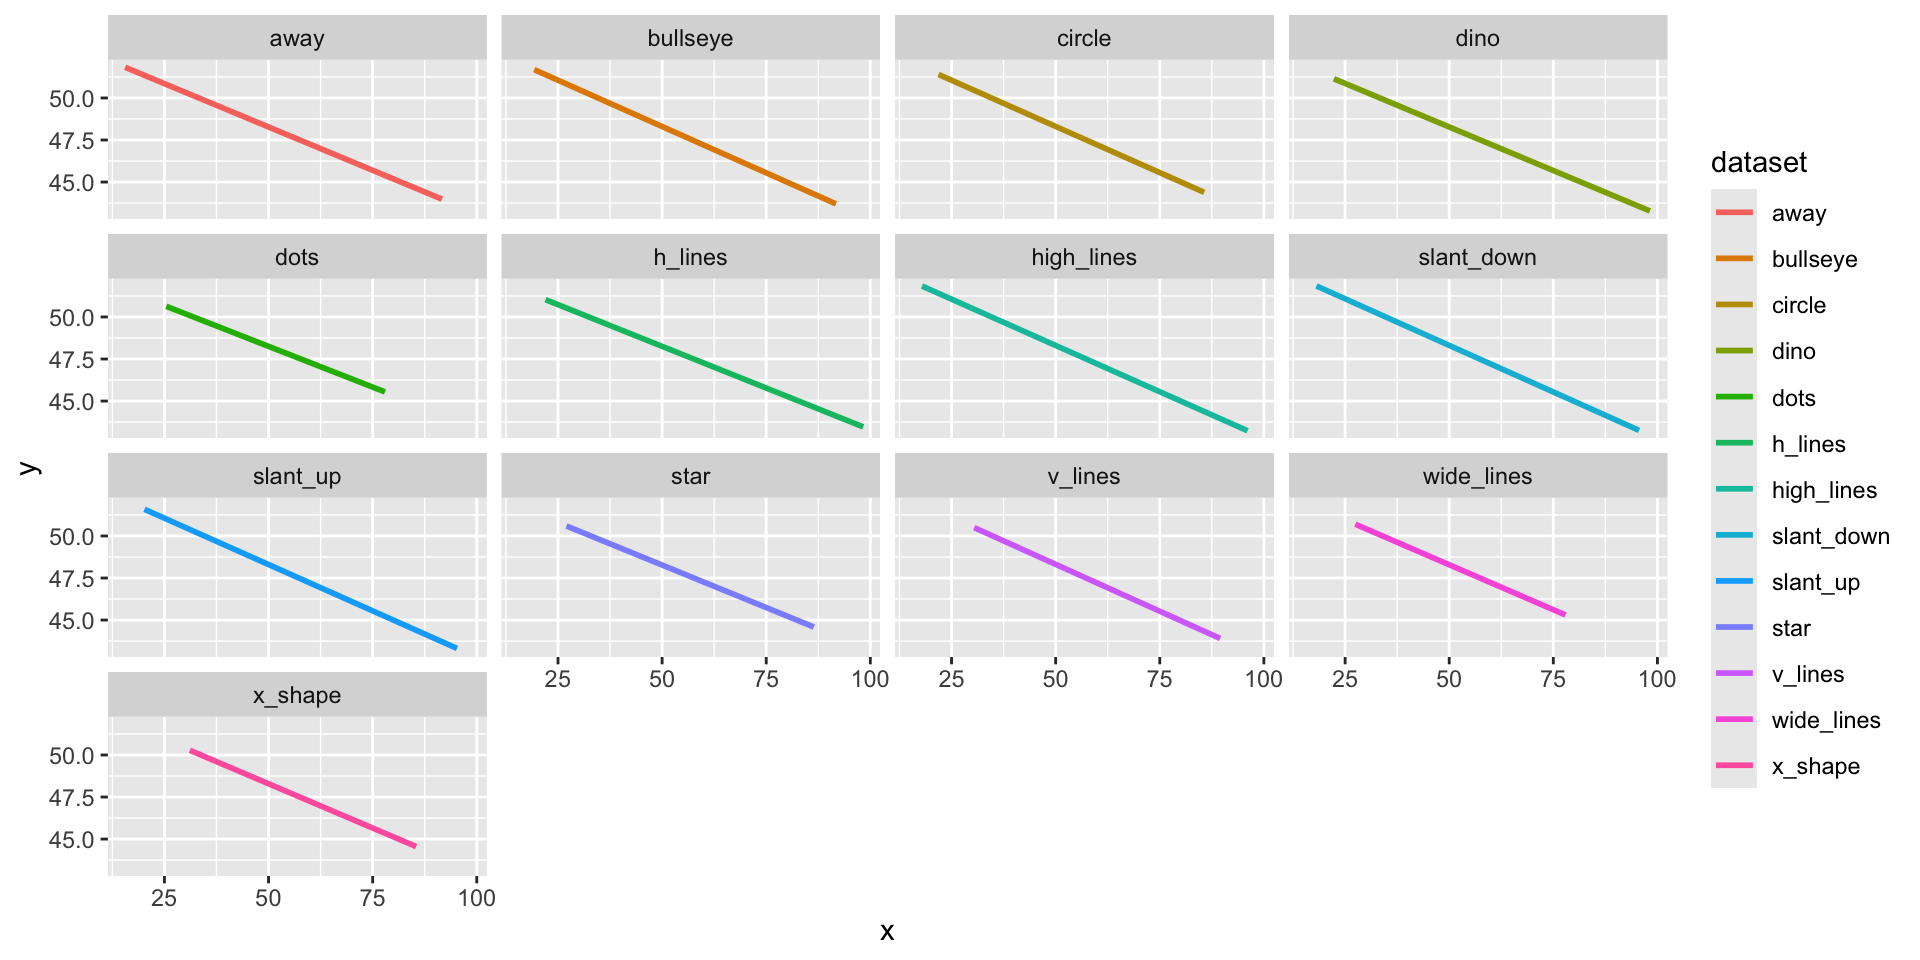 away bullseye circle dino
50.0
47.5
45.0
dots h_lines high_lines slant_down
50.0
47.5
45.0
slant_up star v_lines wide_lines
50.0
47.5
45.0
25 50 75 100 25 50 75 100 25 50 75 100
x_shape
50.0
47.5
45.0
25 50 75 100
x
y
dataset
away
bullseye
circle
dino
dots
h_lines
high_lines
slant_down
slant_up
star
v_lines
wide_lines
x_shape